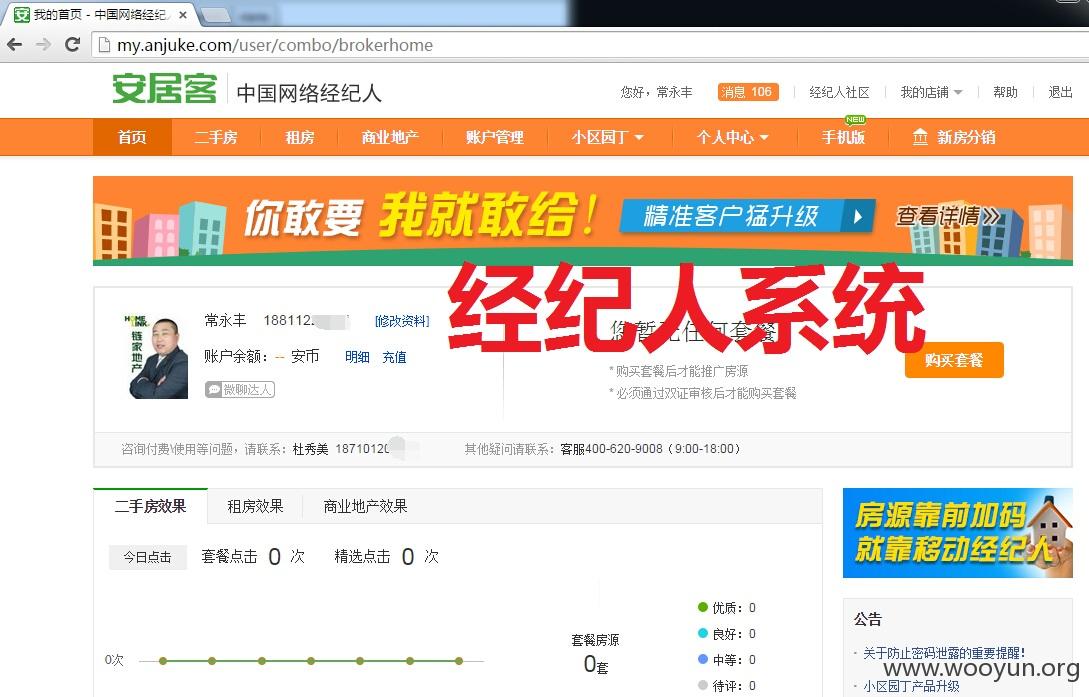 我的首页 - 中国网络经纪人
my.anjuke.com/user/combo/brokerhome
安居客 中国网络经纪人 您好，常永丰 消息 106 经纪人社区 我的店铺 帮助 退出
NEW
首页 二手房 租房 商业地产 账户管理 小区园丁 个人中心 手机版 新房分销
你敢要 我就敢给！ 精准客户猛升级 查看详情》
经纪人系统
HOMELINK 链家地产
常永丰 188112 [修改资料]
您暂无任何套餐
账户余额： -- 安币 明细 充值
购买套餐
*购买套餐后才能推广房源
微聊达人
*必须通过双证审核后才能购买套餐
咨询付费\使用等问题，请联系：杜秀美 18710120 其他疑问请联系：客服400-620-9008（9:00-18:00）
二手房效果 租房效果 商业地产效果
房源靠前加码
就靠移动经纪人
今日点击 套餐点击 0 次 精选点击 0 次
优质：0
良好：0
中等：0
待评：0
套餐房源
0套
0次
公告
· 关于防止密码泄露的重要提醒！
· 小区园丁产品升级
www.wooyun.org